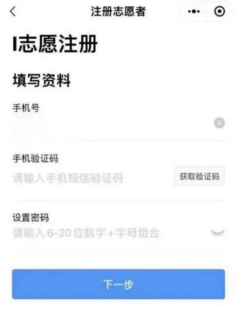 注册志愿者
I志愿注册
填写资料
手机号
手机验证码
请输入手机短信验证码
获取验证码
设置密码
请输入6-20位数字+字母组合
下一步